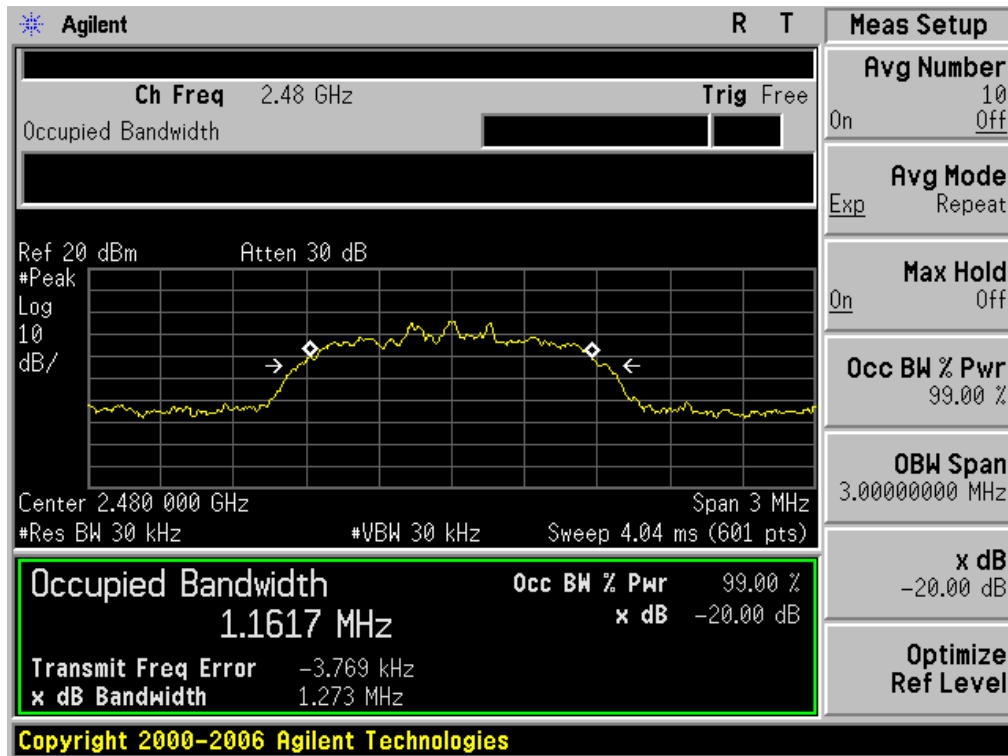 Agilent R T
Ch Freq 2.48 GHz Trig Free
Occupied Bandwidth
Ref 20 dBm Atten 30 dB
#Peak
Log
10
dB/
Center 2.480 000 GHz Span 3 MHz
#Res BW 30 kHz #VBW 30 kHz Sweep 4.04 ms (601 pts)
Occupied Bandwidth
1.1617 MHz
Occ BW % Pwr 99.00 %
x dB -20.00 dB
Transmit Freq Error -3.769 kHz
x dB Bandwidth 1.273 MHz
Meas Setup
Avg Number
10
On Off
Avg Mode
Exp Repeat
Max Hold
On Off
Occ BW % Pwr
99.00 %
OBW Span
3.00000000 MHz
x dB
-20.00 dB
Optimize
Ref Level
Copyright 2000-2006 Agilent Technologies